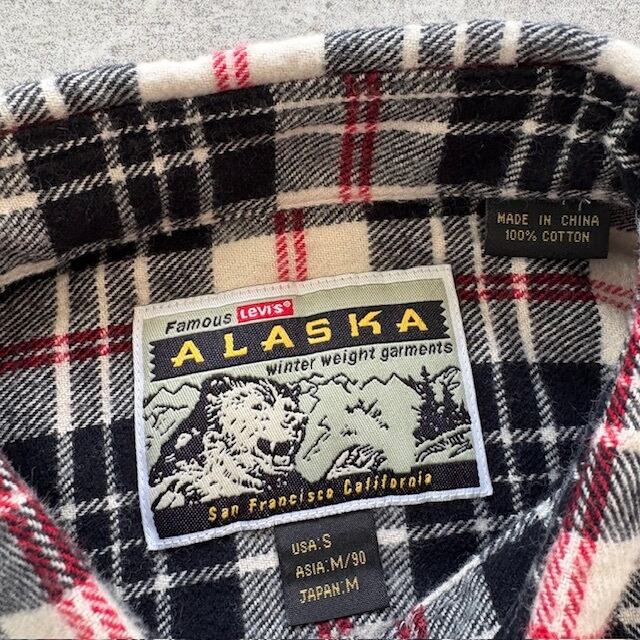 MADE IN CHINA
100% COTTON
Famous Levi's®
ALASKA
winter weight garments
San Francisco California
USA: S
ASIA: M/90
JAPAN: M